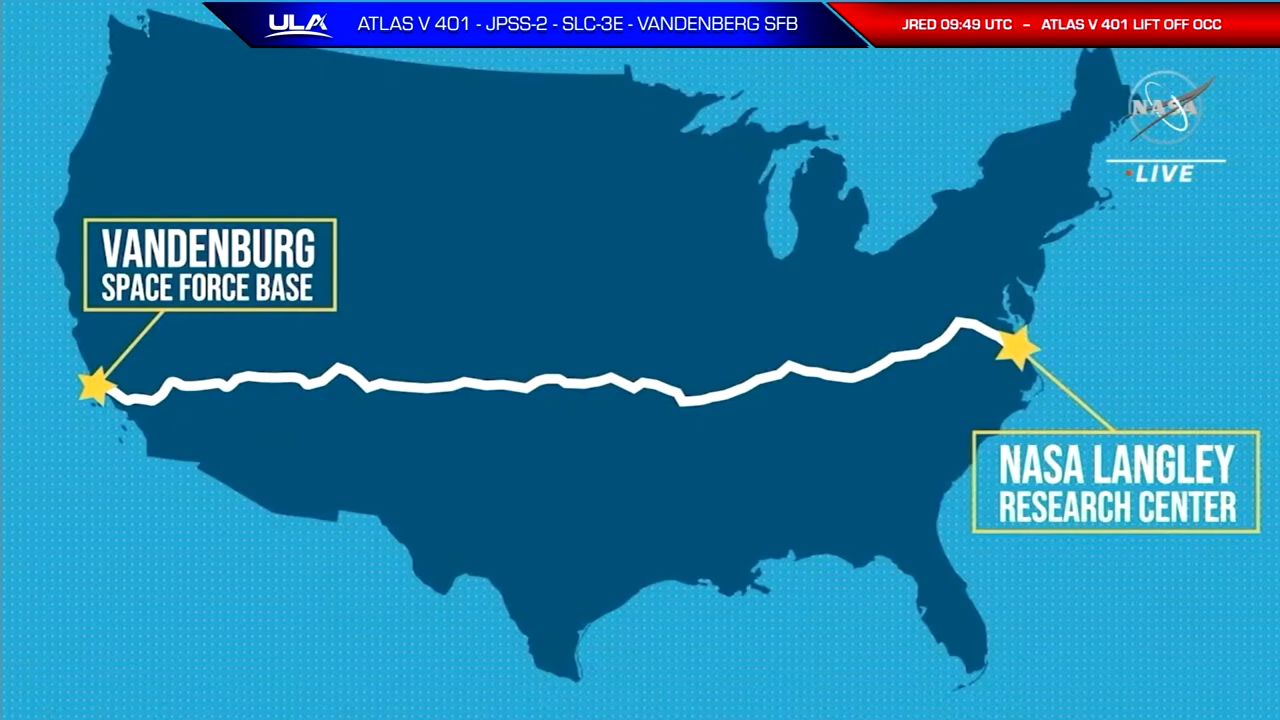 ULA
ATLAS V 401 - JPSS-2 - SLC-3E - VANDENBERG SFB
JRED 09:49 UTC - ATLAS V 401 LIFT OFF OCC
NASA
LIVE
VANDENBURG
SPACE FORCE BASE
NASA LANGLEY
RESEARCH CENTER